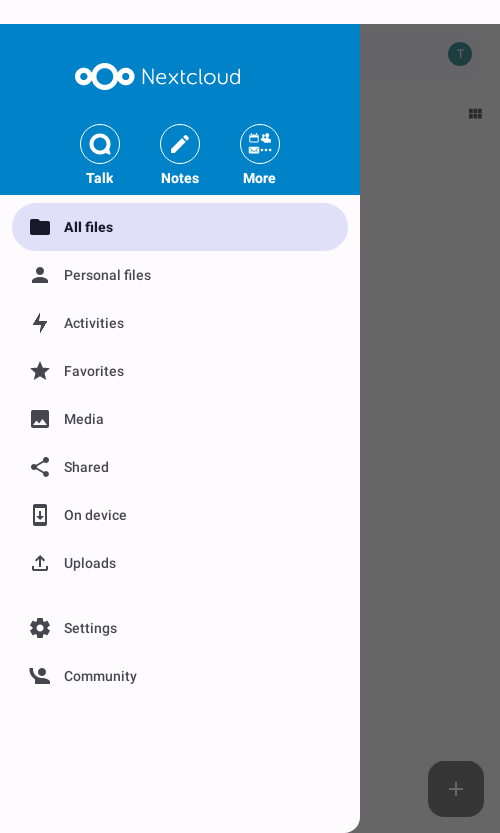 Nextcloud
T
Talk
Notes
More
All files
Personal files
Activities
Favorites
Media
Shared
On device
Uploads
Settings
Community